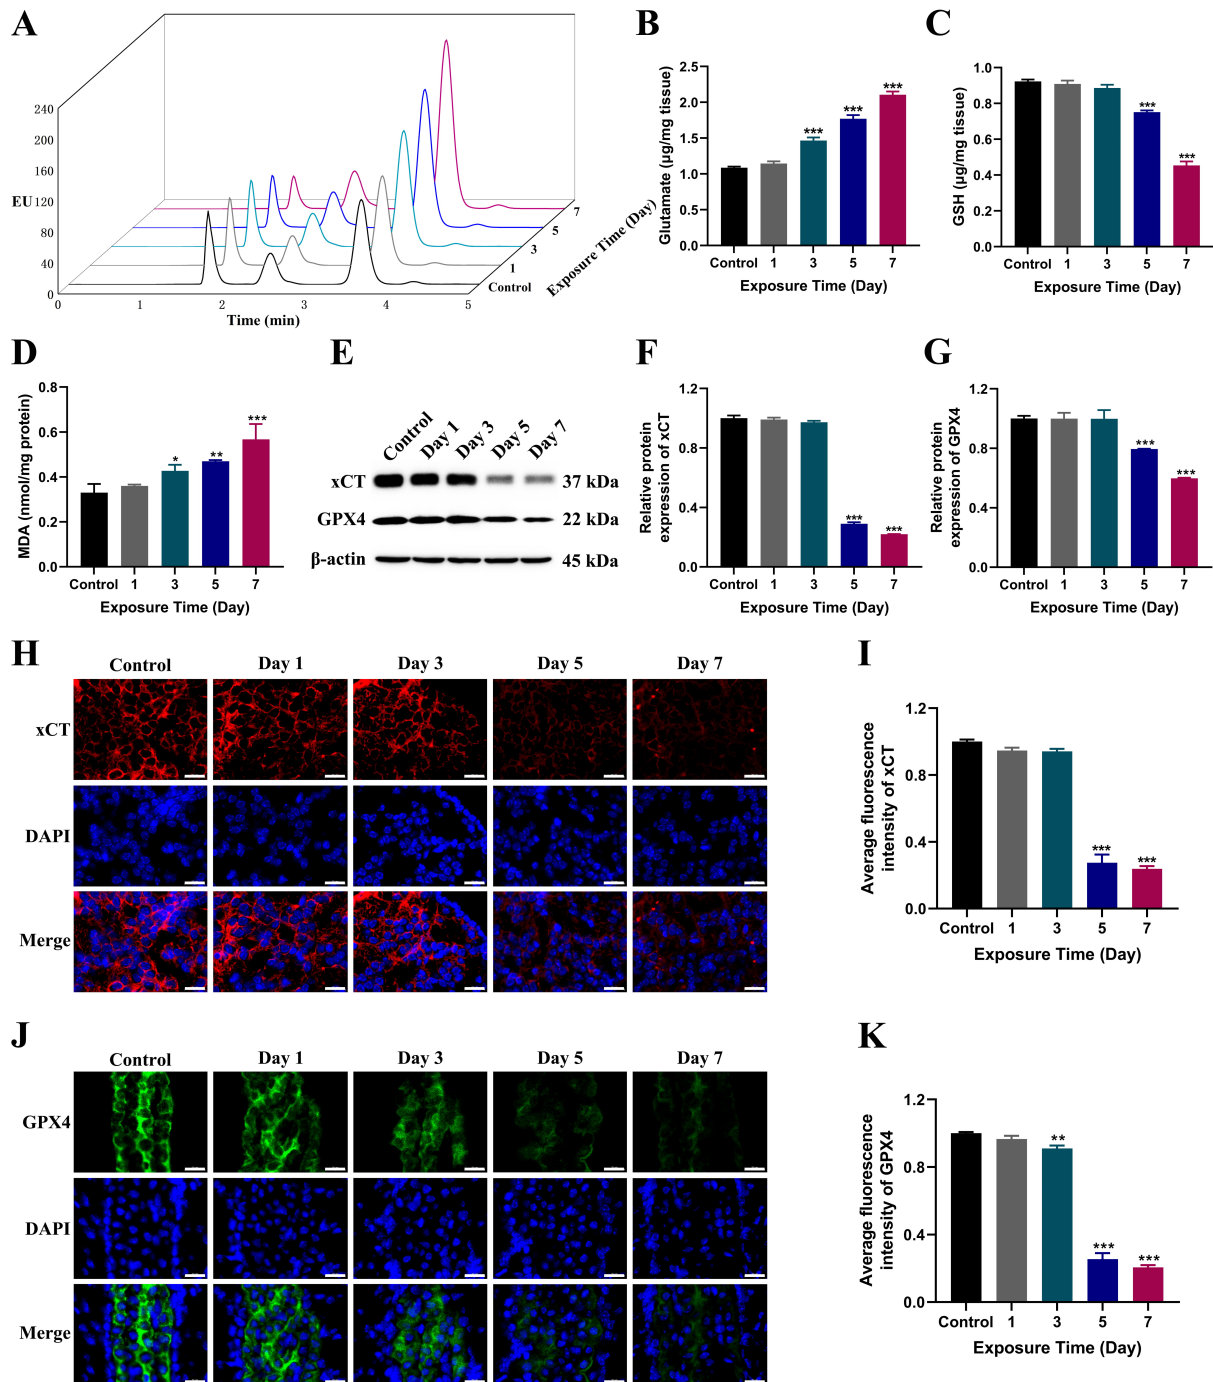 A
240
200
160
EU 120
80
40
0
0 1 2 3 4 5
Time (min)
Control 1 3 5 7
Exposure Time (Day)
B
Glutamate (μg/mg tissue)
2.5
2.0
1.5
1.0
0.5
0.0
*** *** ***
Control 1 3 5 7
Exposure Time (Day)
C
GSH (μg/mg tissue)
1.0
0.8
0.6
0.4
0.2
0.0
*** ***
Control 1 3 5 7
Exposure Time (Day)
D
MDA (nmol/mg protein)
0.8
0.6
0.4
0.2
0.0
* ** ***
Control 1 3 5 7
Exposure Time (Day)
E
Control Day 1 Day 3 Day 5 Day 7
xCT 37 kDa
GPX4 22 kDa
β-actin 45 kDa
F
Relative protein
expression of xCT
1.2
0.8
0.4
0.0
*** ***
Control 1 3 5 7
Exposure Time (Day)
G
Relative protein
expression of GPX4
1.2
0.8
0.4
0.0
*** ***
Control 1 3 5 7
Exposure Time (Day)
H
Control Day 1 Day 3 Day 5 Day 7
xCT
DAPI
Merge
I
Average fluorescence
intensity of xCT
1.2
0.8
0.4
0.0
*** ***
Control 1 3 5 7
Exposure Time (Day)
J
Control Day 1 Day 3 Day 5 Day 7
GPX4
DAPI
Merge
K
Average fluorescence
intensity of GPX4
1.2
0.8
0.4
0.0
** *** ***
Control 1 3 5 7
Exposure Time (Day)